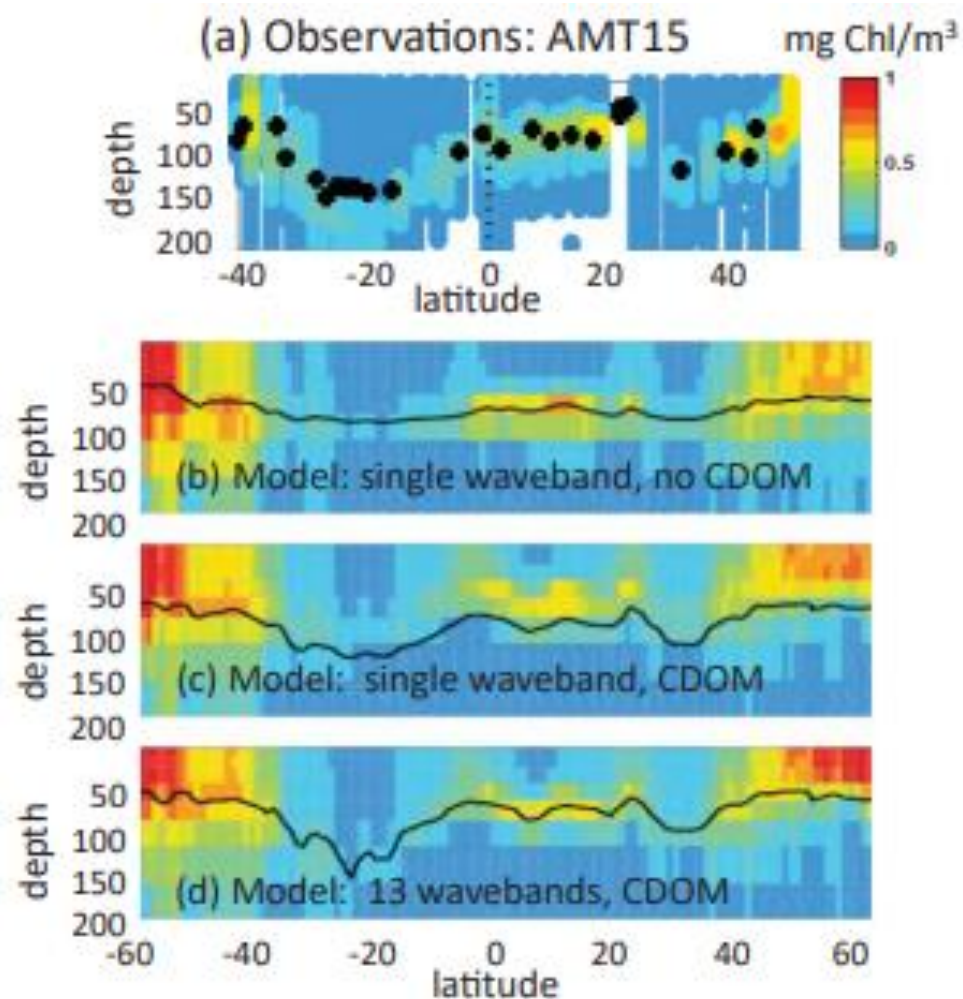 (a) Observations: AMT15
mg Chl/m³
1
0.5
0
depth
50
100
150
200
-40 -20 0 20 40
latitude
depth
50
100
150
200
(b) Model: single waveband, no CDOM
depth
50
100
150
200
(c) Model: single waveband, CDOM
depth
50
100
150
200
(d) Model: 13 wavebands, CDOM
-60 -40 -20 0 20 40 60
latitude